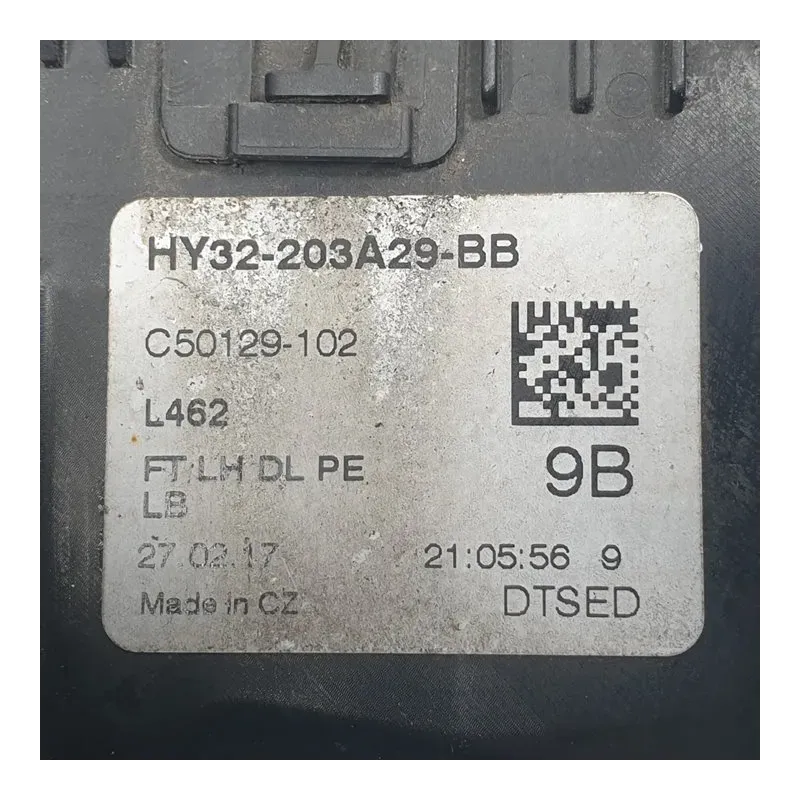 HY32-203A29-BB
C50129-102
L462
FT LH DL PE
9B
LB
27.02.17
21:05:56 9
Made in CZ
DTSED